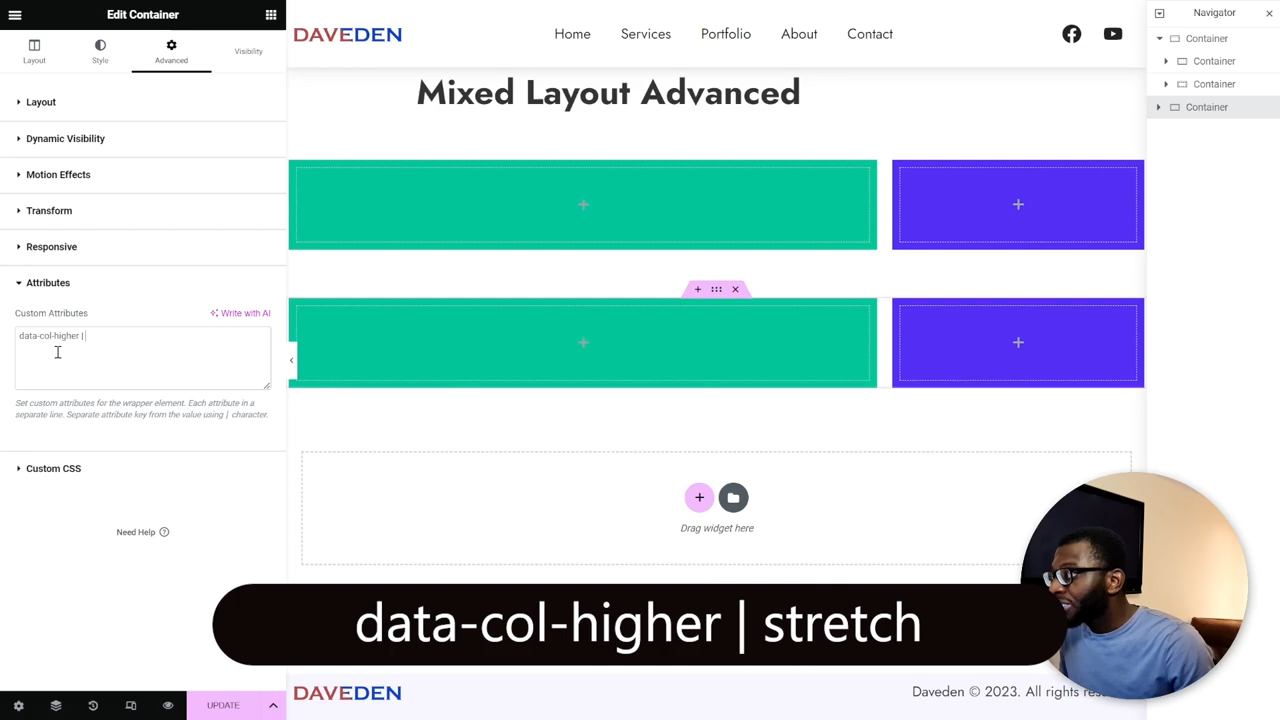 Edit Container
Layout
Style
Advanced
Visibility
Layout
Dynamic Visibility
Motion Effects
Transform
Responsive
Attributes
Custom Attributes
Write with AI
data-col-higher |
Set custom attributes for the wrapper element. Each attribute in a
separate line. Separate attribute key from the value using | character.
Custom CSS
Need Help
UPDATE
DAVEDEN
Home
Services
Portfolio
About
Contact
Mixed Layout Advanced
Drag widget here
data-col-higher | stretch
DAVEDEN
Daveden © 2023. All rights
Navigator
Container
Container
Container
Container